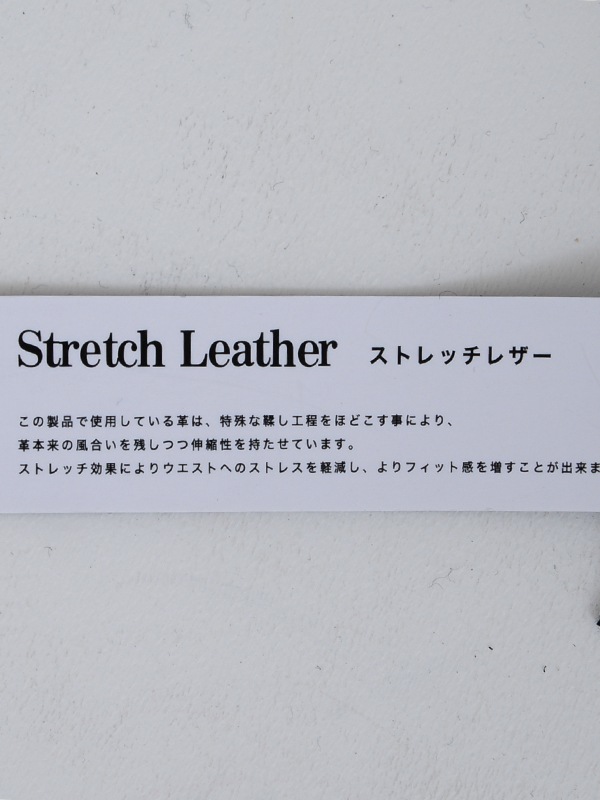 Stretch Leather ストレッチレザー
この製品で使用している革は、特殊な鞣し工程をほどこす事により、
革本来の風合いを残しつつ伸縮性を持たせています。
ストレッチ効果によりウエストへのストレスを軽減し、よりフィット感を増すことが出来ま